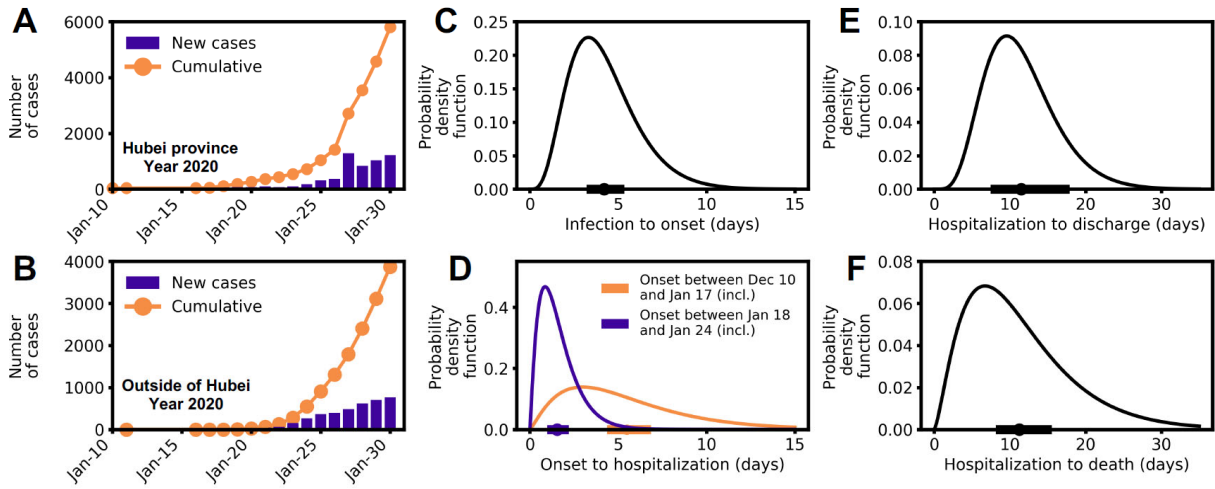 A
Number
of cases
6000
4000
2000
0
New cases
Cumulative
Hubei province
Year 2020
Jan-10
Jan-15
Jan-20
Jan-25
Jan-30
B
Number
of cases
4000
3000
2000
1000
0
New cases
Cumulative
Outside of Hubei
Year 2020
Jan-10
Jan-15
Jan-20
Jan-25
Jan-30
C
Probability
density
function
0.25
0.20
0.15
0.10
0.05
0.00
0
5
10
15
Infection to onset (days)
D
Probability
density
function
0.4
0.2
0.0
Onset between Dec 10
and Jan 17 (incl.)
Onset between Jan 18
and Jan 24 (incl.)
0
5
10
15
Onset to hospitalization (days)
E
Probability
density
function
0.10
0.08
0.06
0.04
0.02
0.00
0
10
20
30
Hospitalization to discharge (days)
F
Probability
density
function
0.08
0.06
0.04
0.02
0.00
0
10
20
30
Hospitalization to death (days)